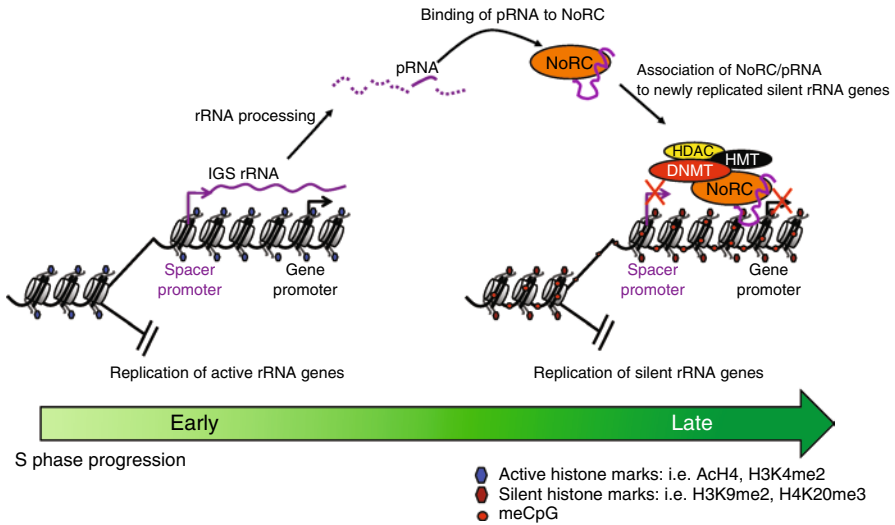 Binding of pRNA to NoRC
pRNA
NoRC
Association of NoRC/pRNA
to newly replicated silent rRNA genes
rRNA processing
IGS rRNA
HDAC
HMT
DNMT
NoRC
Spacer
promoter
Gene
promoter
Spacer
promoter
Gene
promoter
Replication of active rRNA genes
Replication of silent rRNA genes
Early
Late
S phase progression
Active histone marks: i.e. AcH4, H3K4me2
Silent histone marks: i.e. H3K9me2, H4K20me3
meCpG